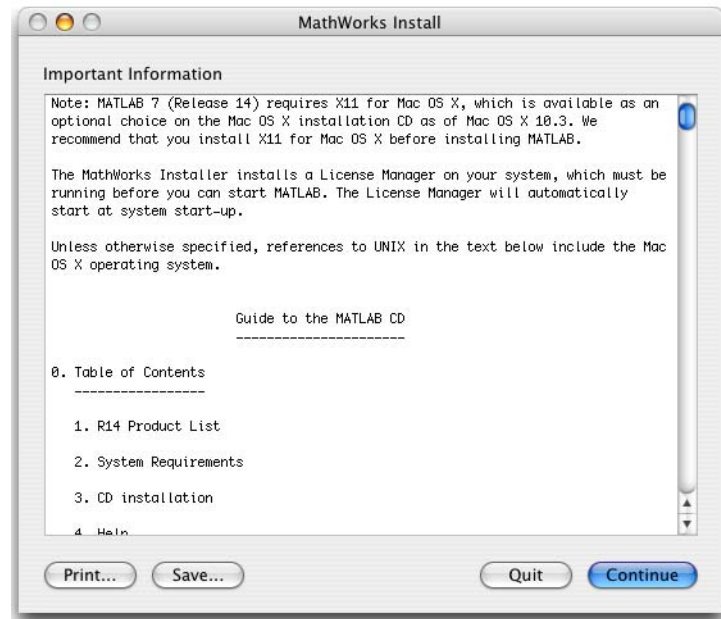 MathWorks Install
Important Information
Note: MATLAB 7 (Release 14) requires X11 for Mac OS X, which is available as an
optional choice on the Mac OS X installation CD as of Mac OS X 10.3. We
recommend that you install X11 for Mac OS X before installing MATLAB.
The MathWorks Installer installs a License Manager on your system, which must be
running before you can start MATLAB. The License Manager will automatically
start at system start-up.
Unless otherwise specified, references to UNIX in the text below include the Mac
OS X operating system.
Guide to the MATLAB CD
----------------------
0. Table of Contents
-----------------
1. R14 Product List
2. System Requirements
3. CD installation
4. Help
Print... Save... Quit Continue